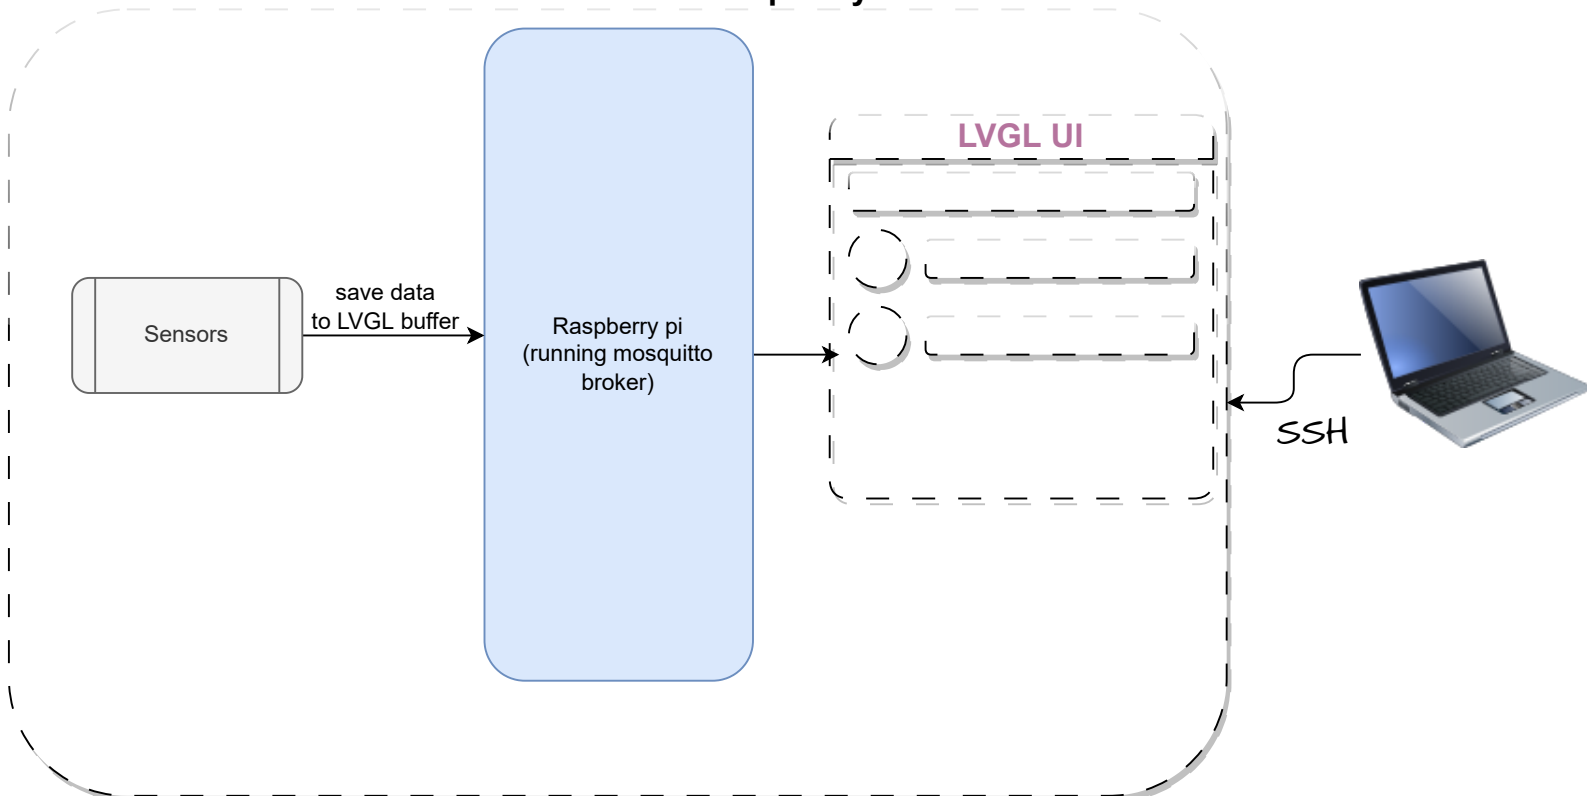 LVGL UI
save data
to LVGL buffer
Sensors
Raspberry pi
(running mosquitto
broker)
SSH